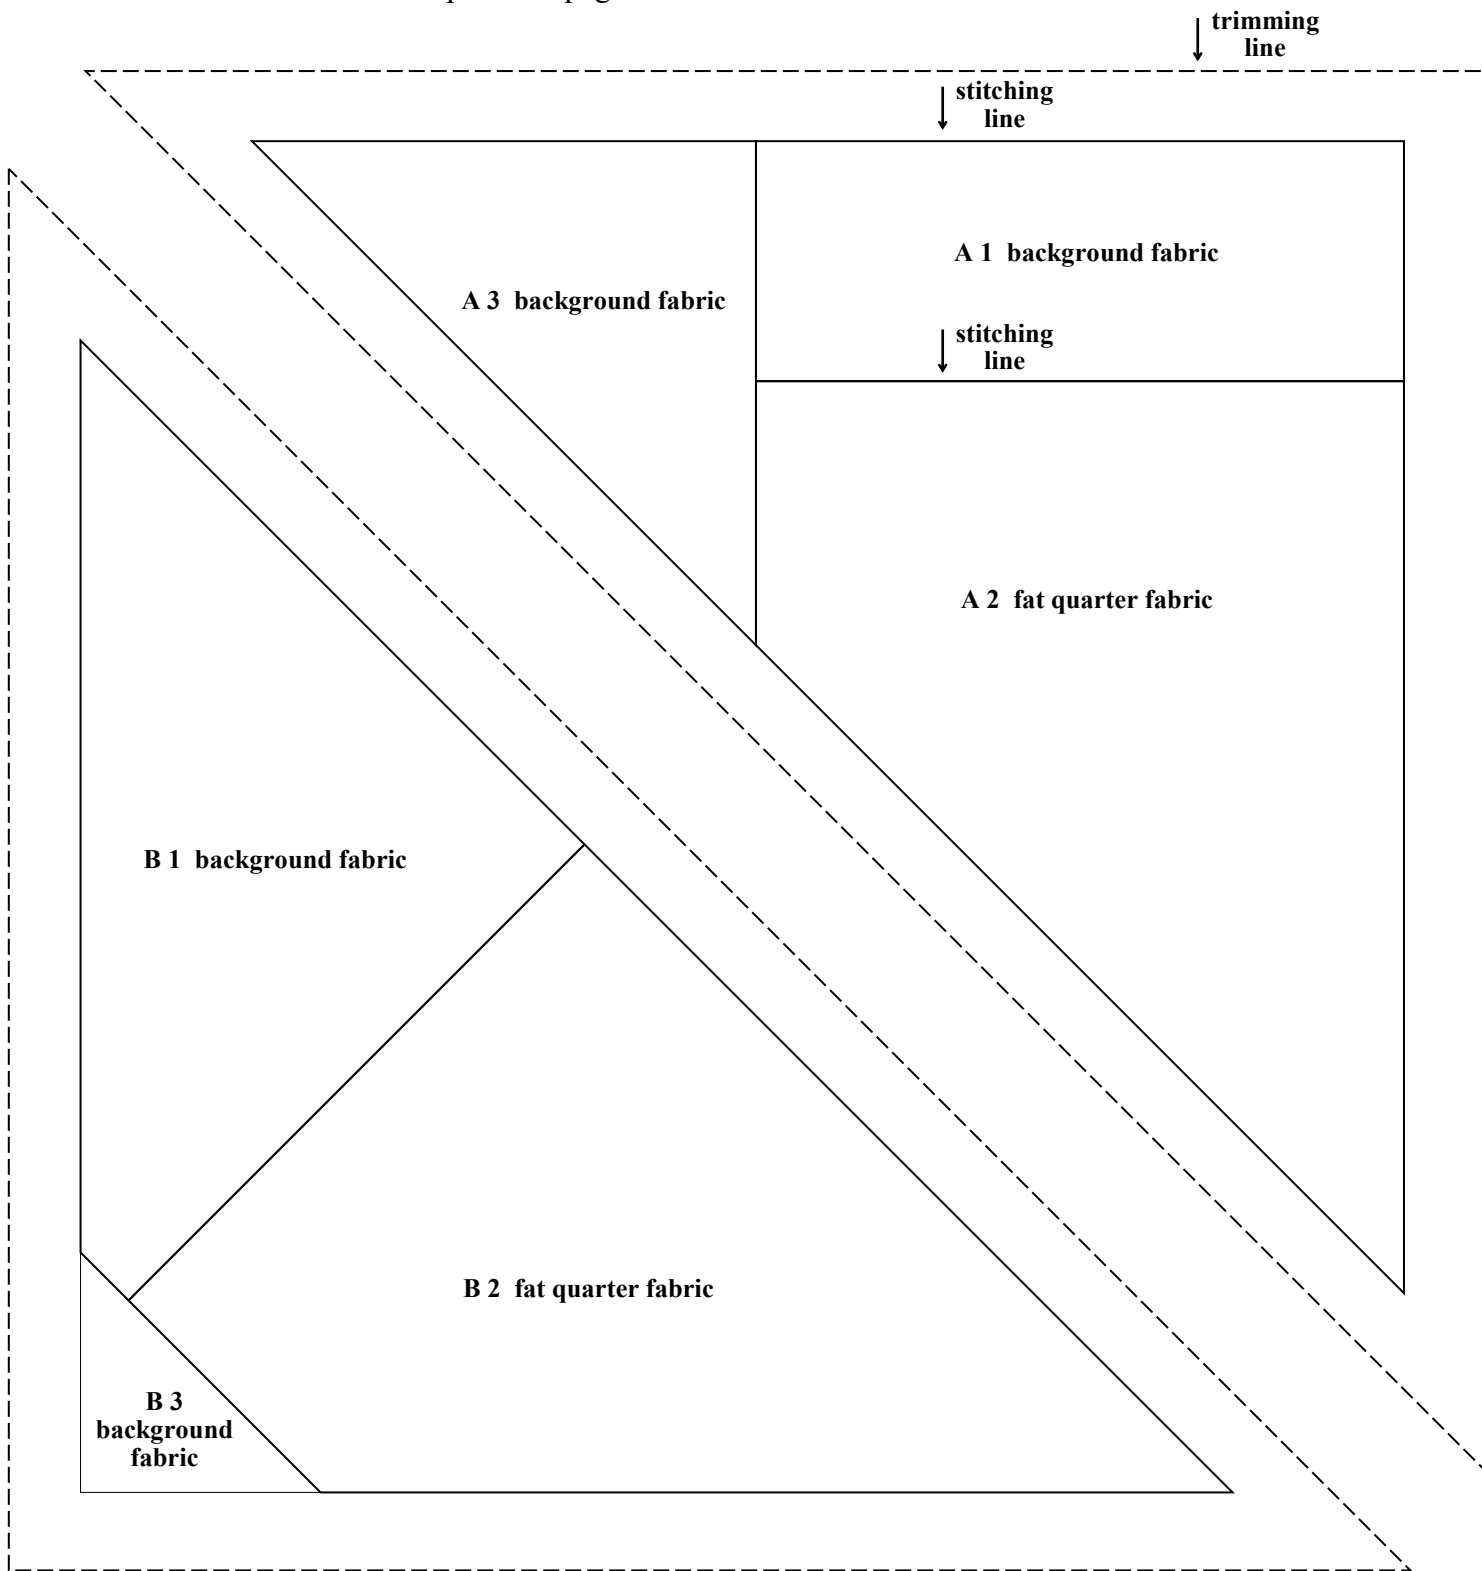 trimming
line
stitching
line
A 1 background fabric
A 3 background fabric
stitching
line
A 2 fat quarter fabric
B 1 background fabric
B 2 fat quarter fabric
B 3
background
fabric